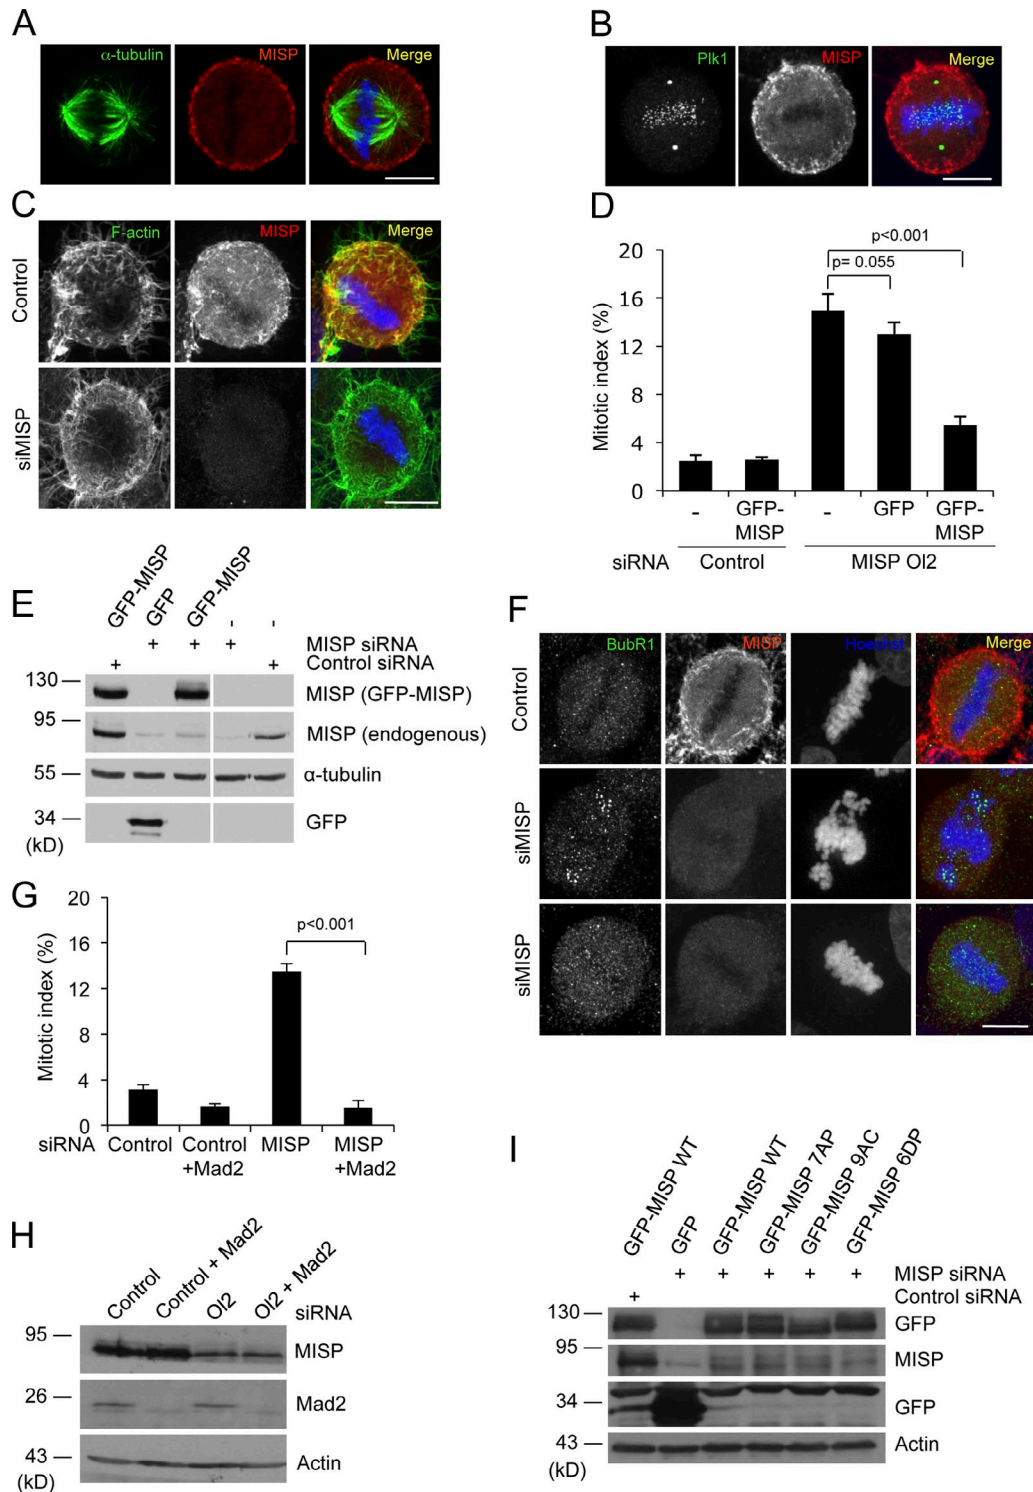 A
α-tubulin
MISP
Merge
B
Plk1
MISP
Merge
C
F-actin
MISP
Merge
Control
siMISP
D
Mitotic index (%)
20
16
12
8
4
0
p<0.001
p= 0.055
- GFP-MISP - GFP GFP-MISP
siRNA Control MISP Ol2
E
GFP-MISP GFP GFP-MISP - -
+ + + MISP siRNA
+ + Control siRNA
130 MISP (GFP-MISP)
95 MISP (endogenous)
55 α-tubulin
34 GFP
(kD)
F
BubR1
MISP
Hoechst
Merge
Control
siMISP
siMISP
G
Mitotic index (%)
20
16
12
8
4
0
p<0.001
siRNA Control Control+Mad2 MISP MISP+Mad2
H
Control Control + Mad2 Ol2 Ol2 + Mad2 siRNA
95 MISP
26 Mad2
43 Actin
(kD)
I
GFP-MISP WT GFP GFP-MISP WT GFP-MISP 7AP GFP-MISP 9AC GFP-MISP 6DP
+ + + + + MISP siRNA
+ Control siRNA
130 GFP
95 MISP
34 GFP
43 Actin
(kD)